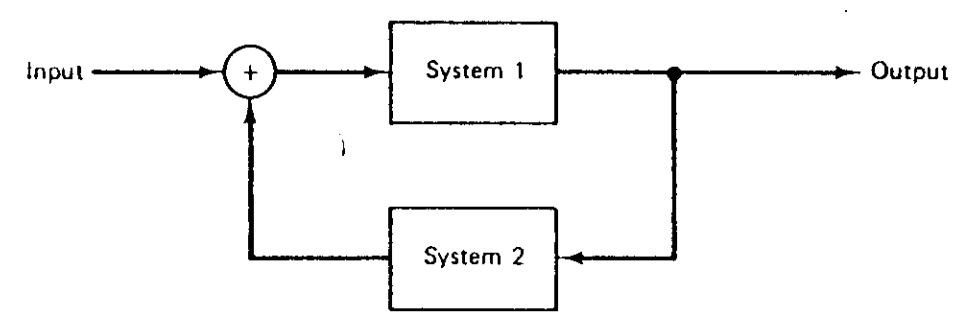 Input
+
System 1
Output
System 2